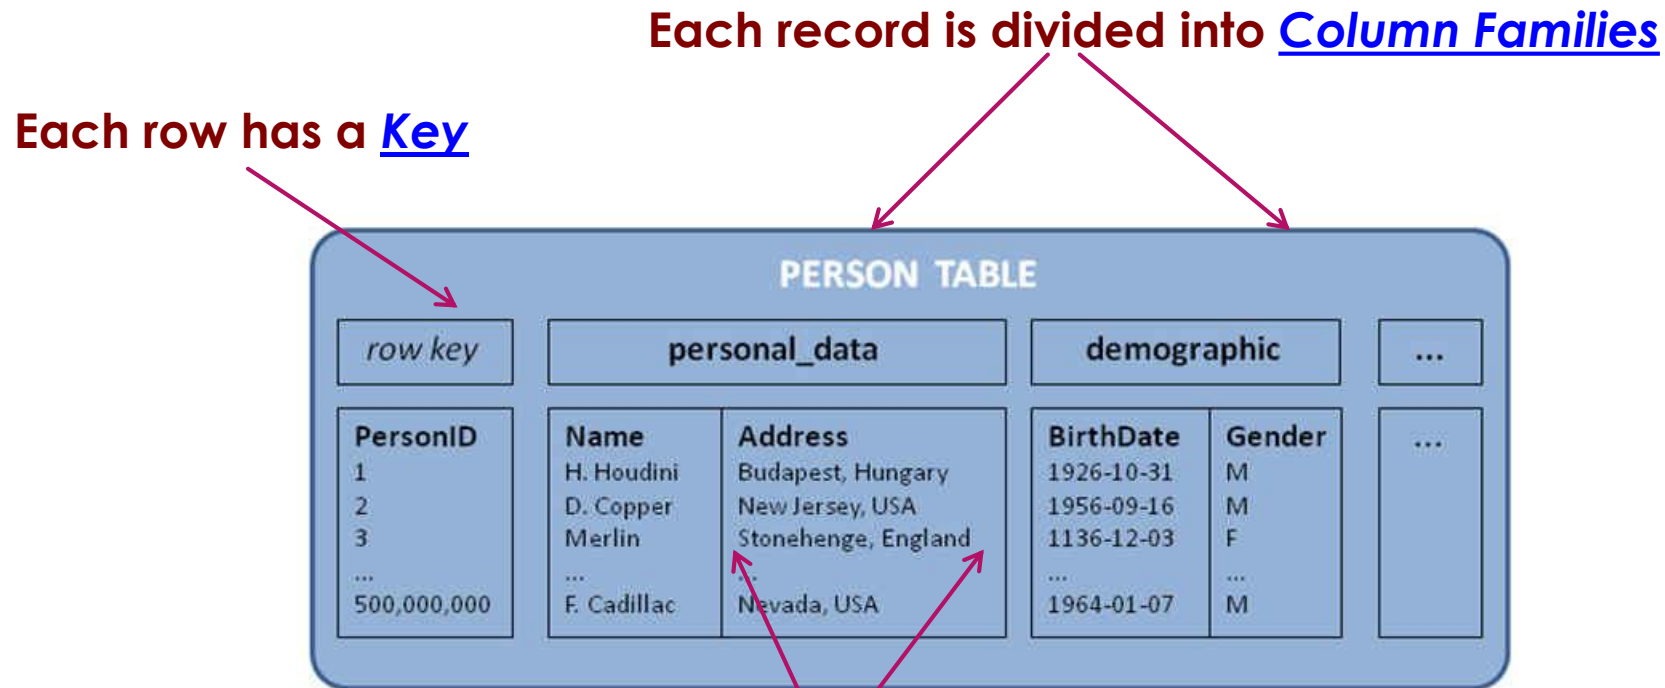 Each record is divided into Column Families
Each row has a Key
PERSON TABLE
row key personal_data demographic ...
PersonID Name Address BirthDate Gender ...
1 H. Houdini Budapest, Hungary 1926-10-31 M
2 D. Copper New Jersey, USA 1956-09-16 M
3 Merlin Stonehenge, England 1136-12-03 F
... ... ... ... ...
500,000,000 F. Cadillac Nevada, USA 1964-01-07 M